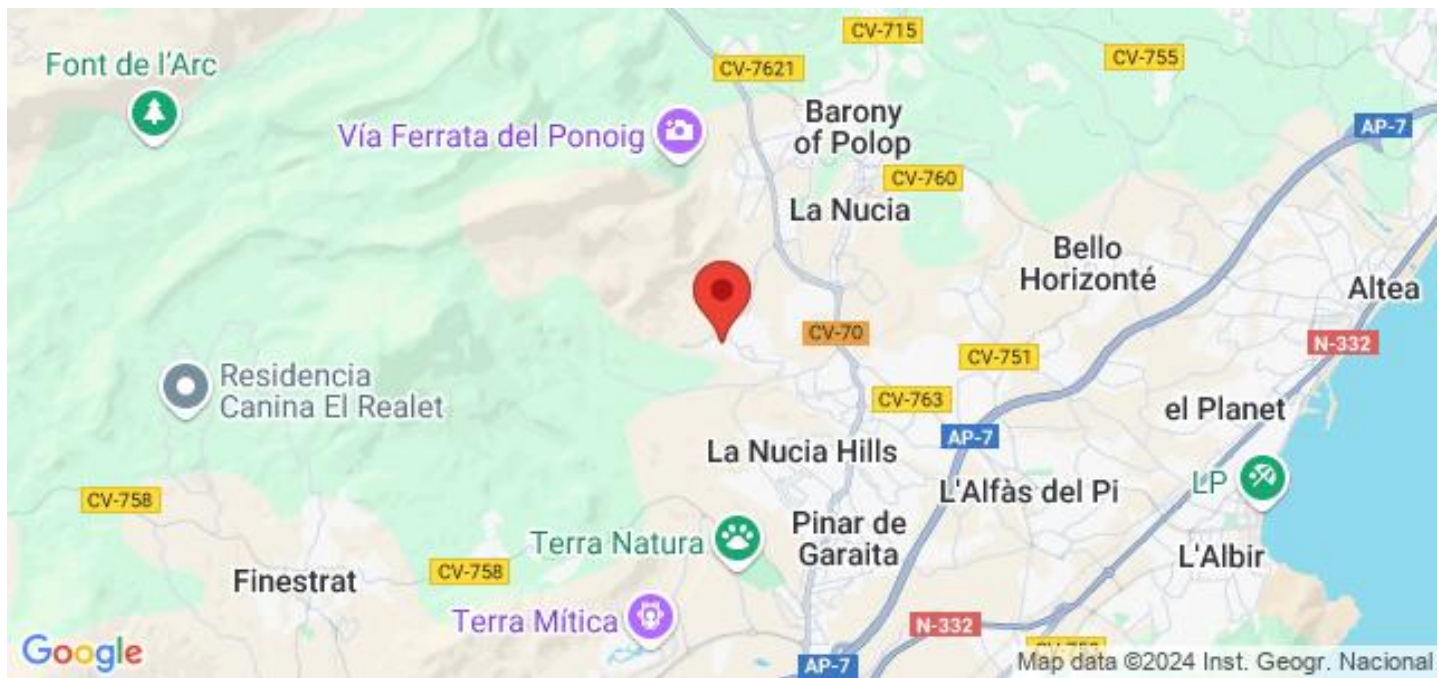 CV-715
Font de l'Arc
CV-7621
CV-755
Barony
of Polop
AP-7
Vía Ferrata del Ponoig
CV-760
La Nucia
Bello
Horizonté
Altea
CV-70
N-332
CV-751
Residencia
Canina El Realet
CV-763
el Planet
AP-7
La Nucia Hills
LP
L'Alfàs del Pi
CV-758
Pinar de
Garaita
Terra Natura
L'Albir
CV-758
Finestrat
Terra Mítica
N-332
Google
AP-7
Map data ©2024 Inst. Geogr. Nacional